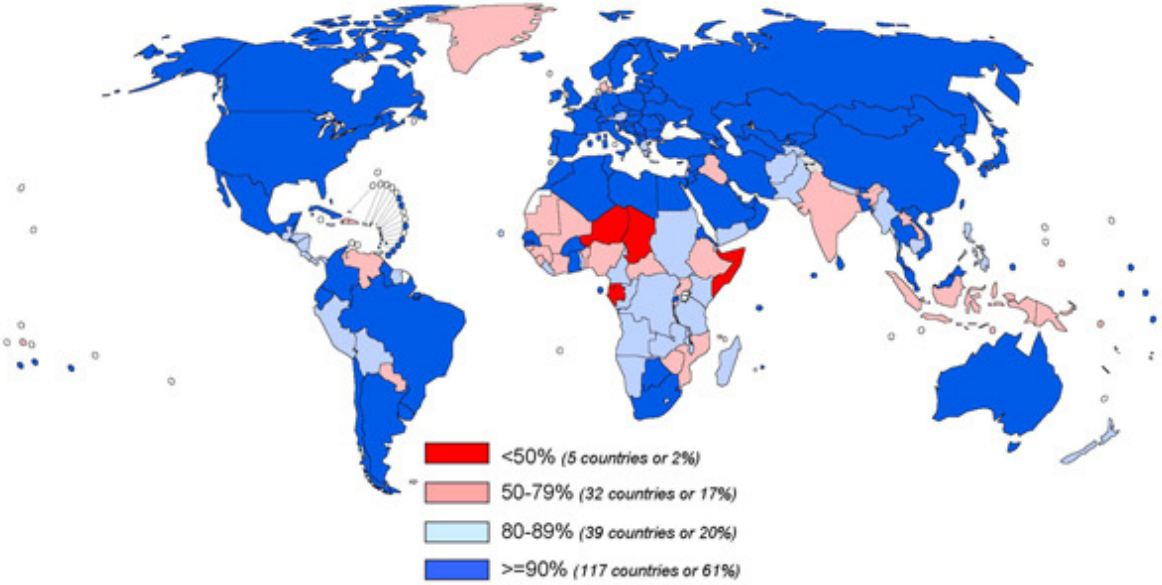 <50% (5 countries or 2%)
50-79% (32 countries or 17%)
80-89% (39 countries or 20%)
>=90% (117 countries or 61%)